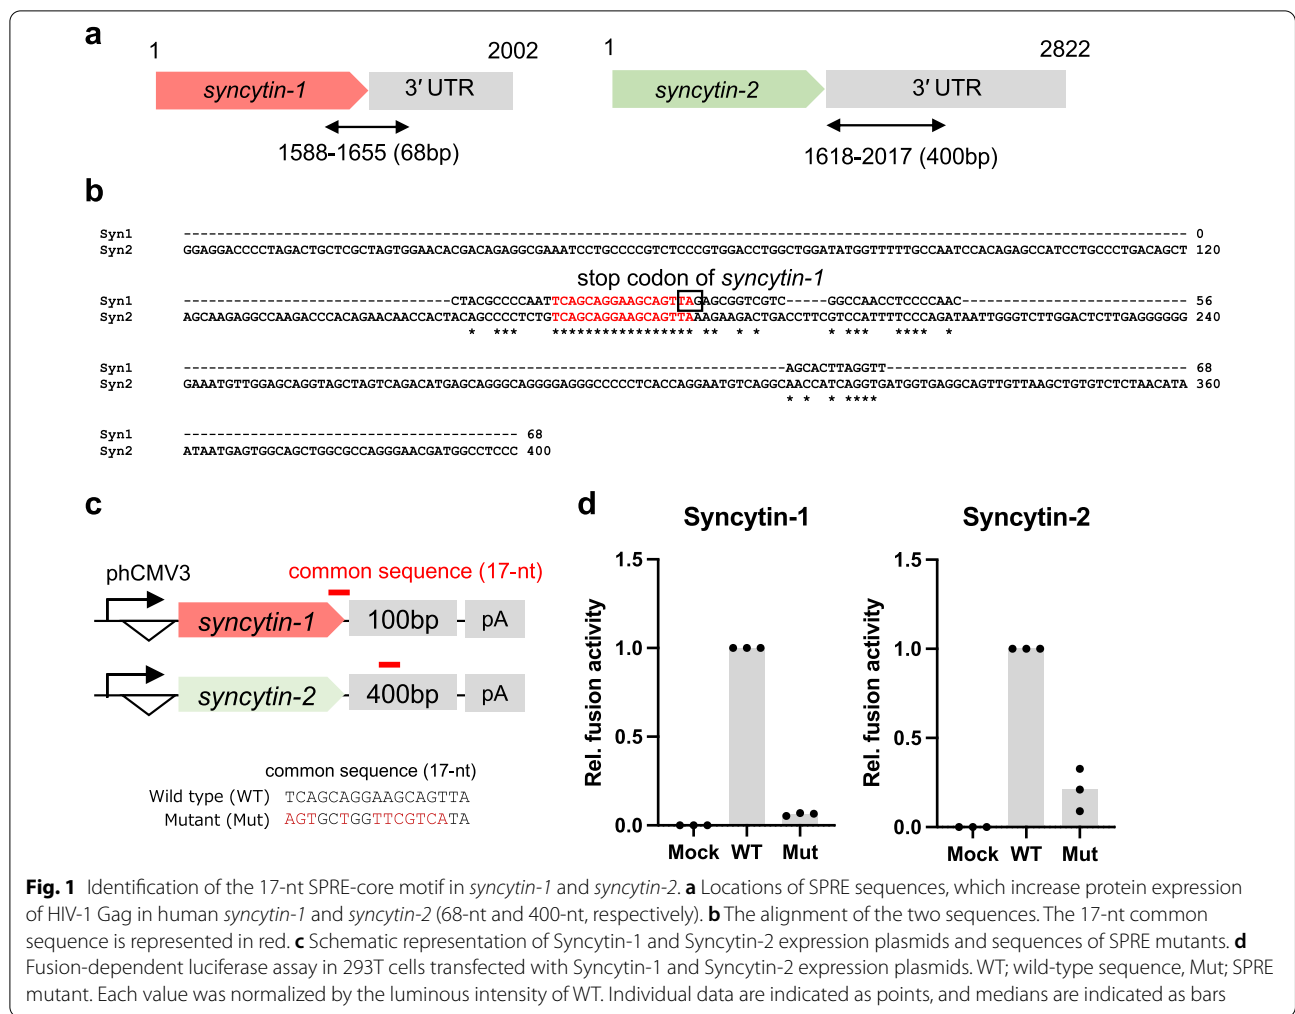 a
1 2002
syncytin-1 3′ UTR
1588-1655 (68bp)
1 2822
syncytin-2 3′ UTR
1618-2017 (400bp)
b
Syn1 ------------------------------------------------------------------------------------------------------------------------ 0
Syn2 GGAGGACCCCTAGACTGCTCGCTAGTGGAACACGACAGAGGCGAAATCCTGCCCCGTCTCCCGTGGACCTGGCTGGATATGGTTTTTGCCAATCCACAGAGCCATCCTGCCCTGACAGCT 120
stop codon of syncytin-1
Syn1 --------------------------------CTACGCCCCAATTCAGCAGGAAGCAGTTAGAGCGGTCGTC-----GGCCAACCTCCCCAAC--------------------------- 56
Syn2 AGCAAGAGGCCAAGACCCACAGAACAACCACTACAGCCCCTCTGTCAGCAGGAAGCAGTTAAAGAAGACTGACCTTCGTCCATTTTCCCAGATAATTGGGTCTTGGACTCTTGAGGGGGG 240
* *** ***************** ** * * * *** **** *
Syn1 ------------------------------------------------------------------------AGCACTTAGGTT------------------------------------ 68
Syn2 GAAATGTTGGAGCAGGTAGCTAGTCAGACATGAGCAGGGCAGGGGAGGGCCCCCTCACCAGGAATGTCAGGCAACCATCAGGTGATGGTGAGGCAGTTGTTAAGCTGTGTCTCTAACATA 360
* * * ****
Syn1 ---------------------------------------- 68
Syn2 ATAATGAGTGGCAGCTGGCGCCAGGGAACGATGGCCTCCC 400
c
phCMV3 common sequence (17-nt)
syncytin-1 100bp pA
syncytin-2 400bp pA
common sequence (17-nt)
Wild type (WT) TCAGCAGGAAGCAGTTA
Mutant (Mut) AGTGCTGGTTCGTCATA
d
Syncytin-1
Rel. fusion activity
1.5
1.0
0.5
0.0
Mock WT Mut
Syncytin-2
Rel. fusion activity
1.5
1.0
0.5
0.0
Mock WT Mut
Fig. 1 Identification of the 17-nt SPRE-core motif in syncytin-1 and syncytin-2. a Locations of SPRE sequences, which increase protein expression
of HIV-1 Gag in human syncytin-1 and syncytin-2 (68-nt and 400-nt, respectively). b The alignment of the two sequences. The 17-nt common
sequence is represented in red. c Schematic representation of Syncytin-1 and Syncytin-2 expression plasmids and sequences of SPRE mutants. d
Fusion-dependent luciferase assay in 293T cells transfected with Syncytin-1 and Syncytin-2 expression plasmids. WT; wild-type sequence, Mut; SPRE
mutant. Each value was normalized by the luminous intensity of WT. Individual data are indicated as points, and medians are indicated as bars